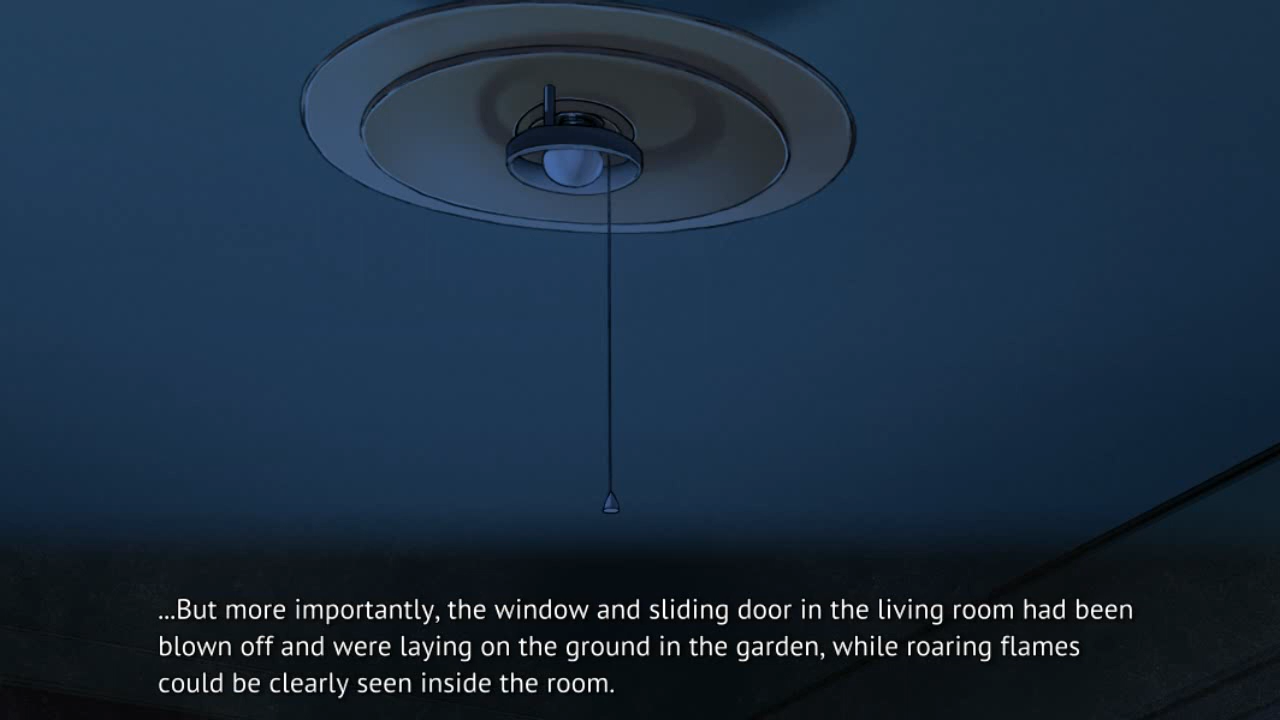 ...But more importantly, the window and sliding door in the living room had been
blown off and were laying on the ground in the garden, while roaring flames
could be clearly seen inside the room.